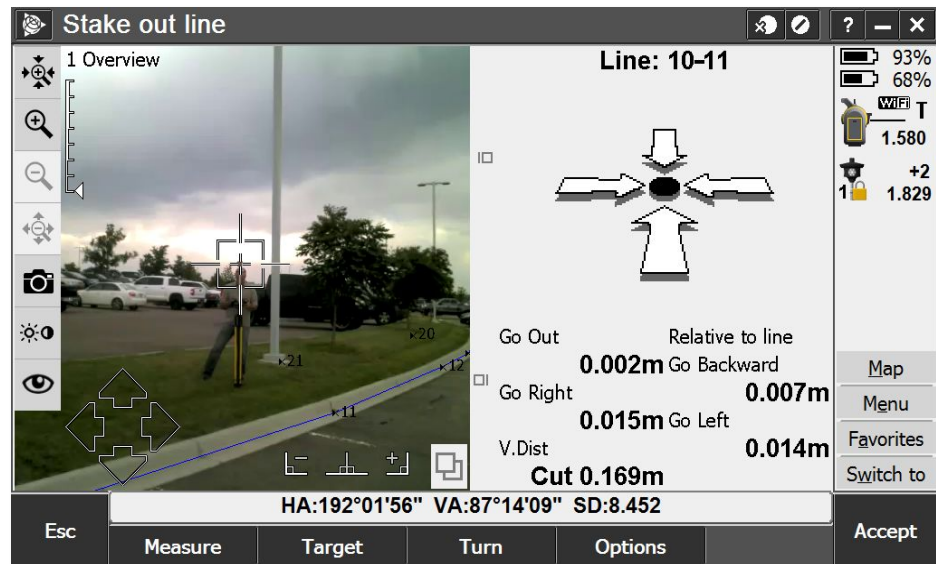 Stake out line
? – ×
1 Overview
Line: 10-11
93%
68%
WiFi T
1.580
+2
1 1.829
20
21
12
11
Go Out Relative to line
0.002m Go Backward
Go Right 0.007m
0.015m Go Left
V.Dist 0.014m
Cut 0.169m
Map
Menu
Favorites
Switch to
HA:192°01'56" VA:87°14'09" SD:8.452
Esc
Measure
Target
Turn
Options
Accept